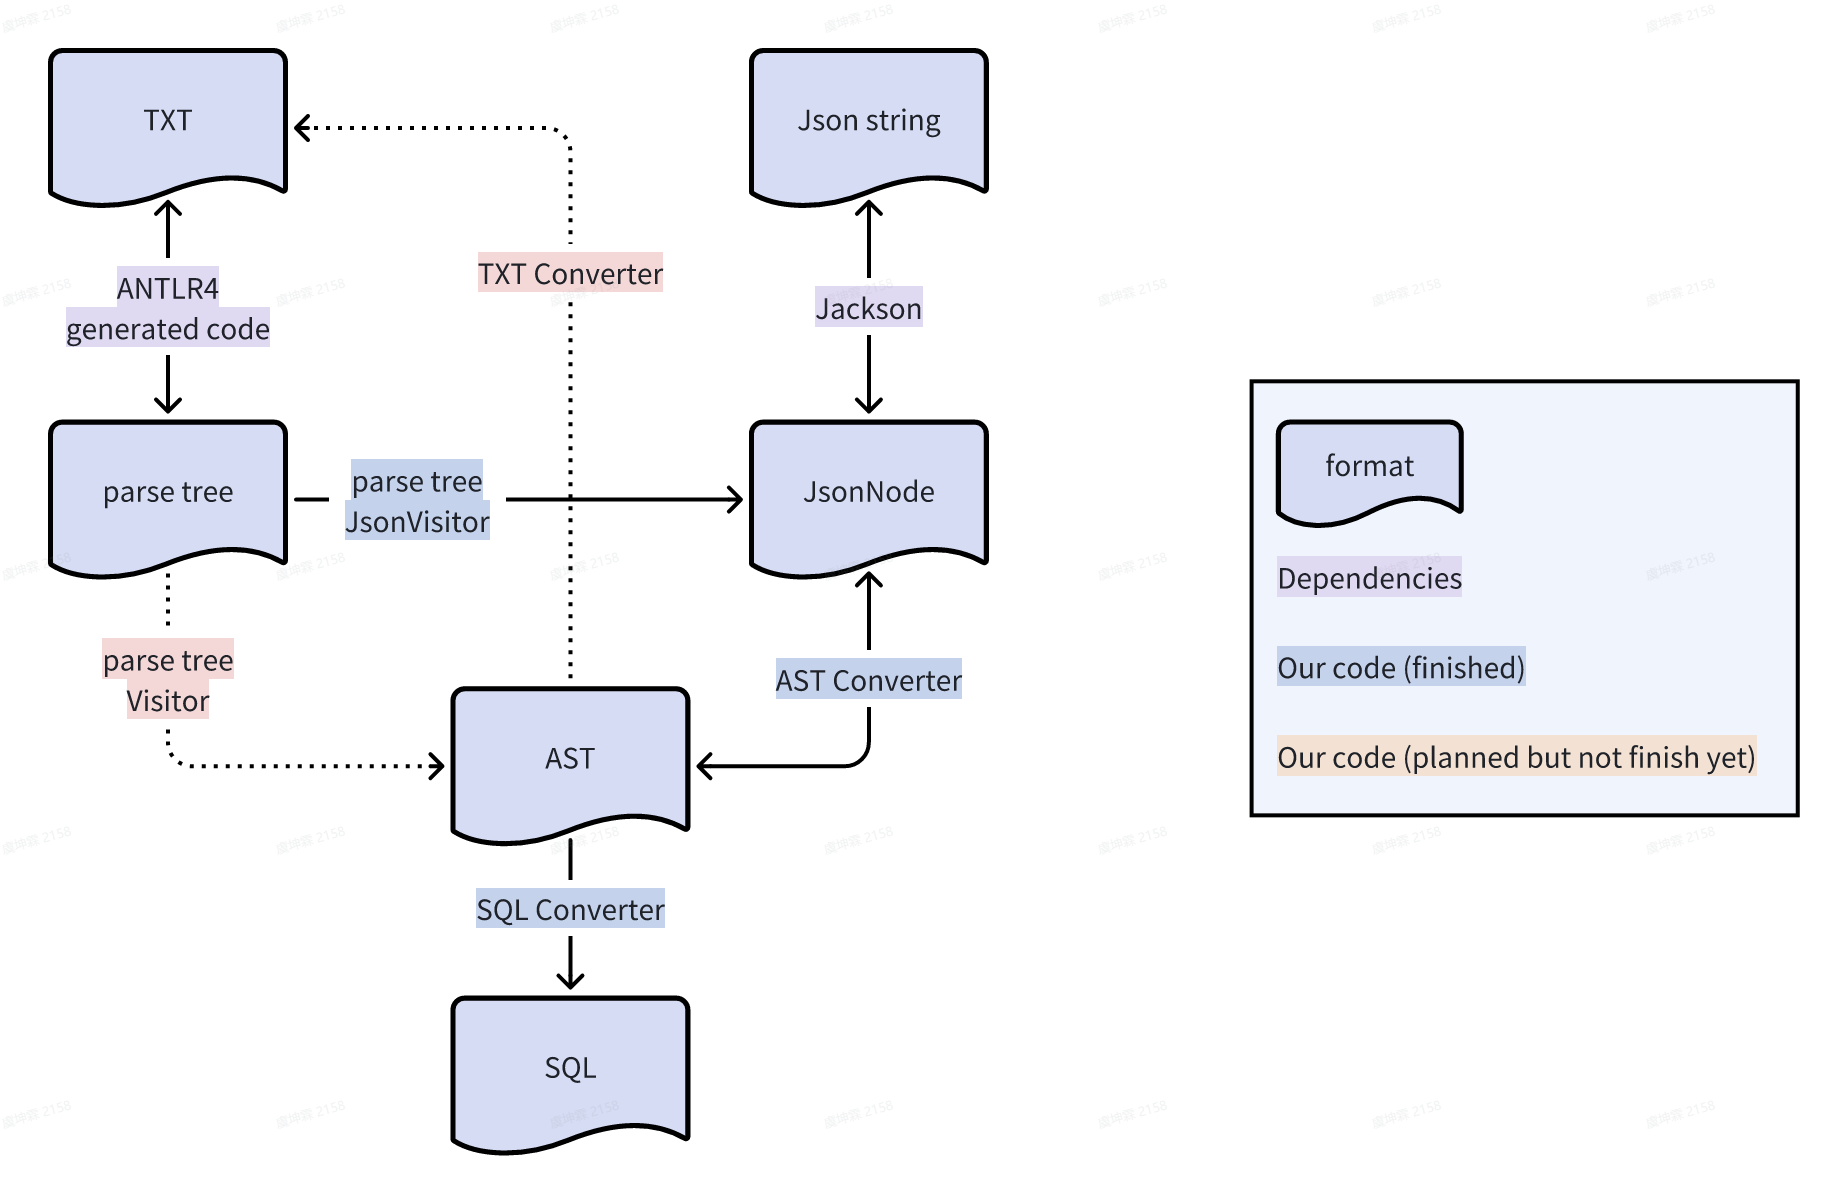 TXT
Json string
TXT Converter
ANTLR4
generated code
Jackson
parse tree
parse tree
JsonVisitor
JsonNode
format
Dependencies
parse tree
Visitor
AST Converter
Our code (finished)
AST
Our code (planned but not finish yet)
SQL Converter
SQL